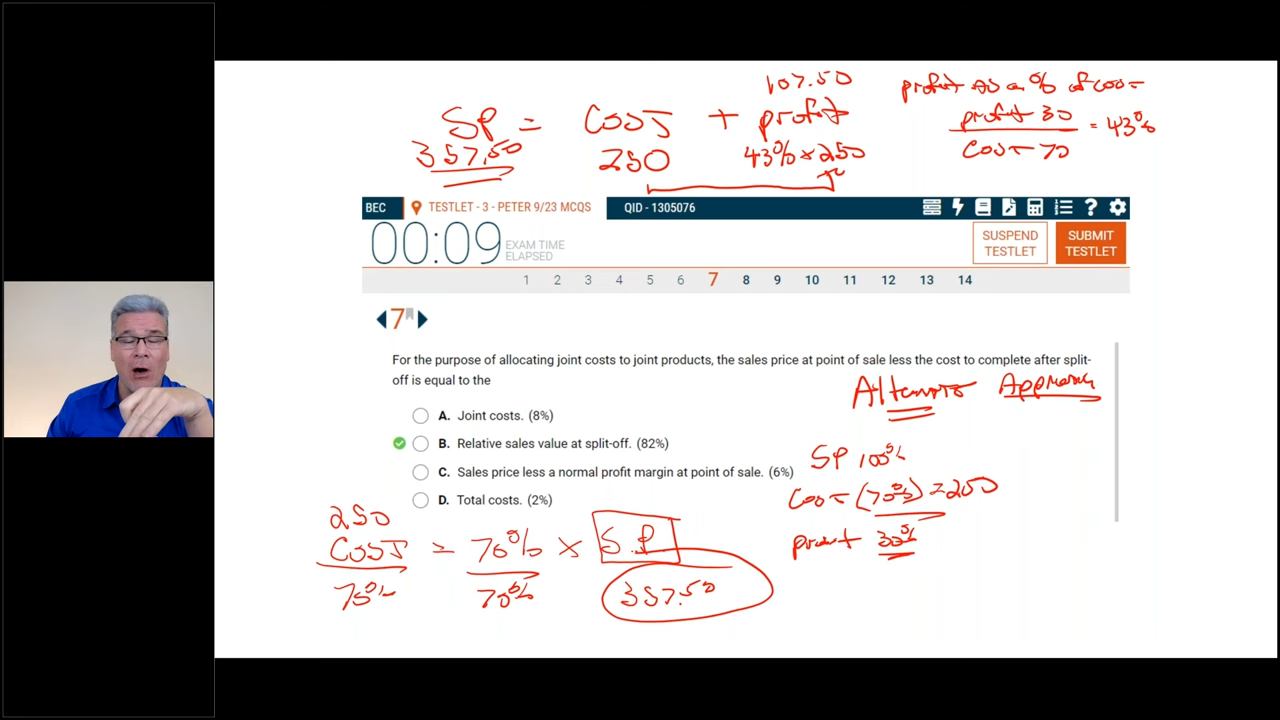 107.50
profit as a % of cost
SP = COST + profit
profit 30
= 43%
COST 70
357.50 250 43% x 250
BEC TESTLET - 3 - PETER 9/23 MCQS QID - 1305076
00:09 EXAM TIME ELAPSED
SUSPEND TESTLET
SUBMIT TESTLET
1 2 3 4 5 6 7 8 9 10 11 12 13 14
7
For the purpose of allocating joint costs to joint products, the sales price at point of sale less the cost to complete after split-
off is equal to the
Alternate Approach
A. Joint costs. (8%)
B. Relative sales value at split-off. (82%)
SP 100%
C. Sales price less a normal profit margin at point of sale. (6%)
COST (70%) = 250
D. Total costs. (2%)
profit 30%
250
COST = 70% x S.P
70% 70% 357.50